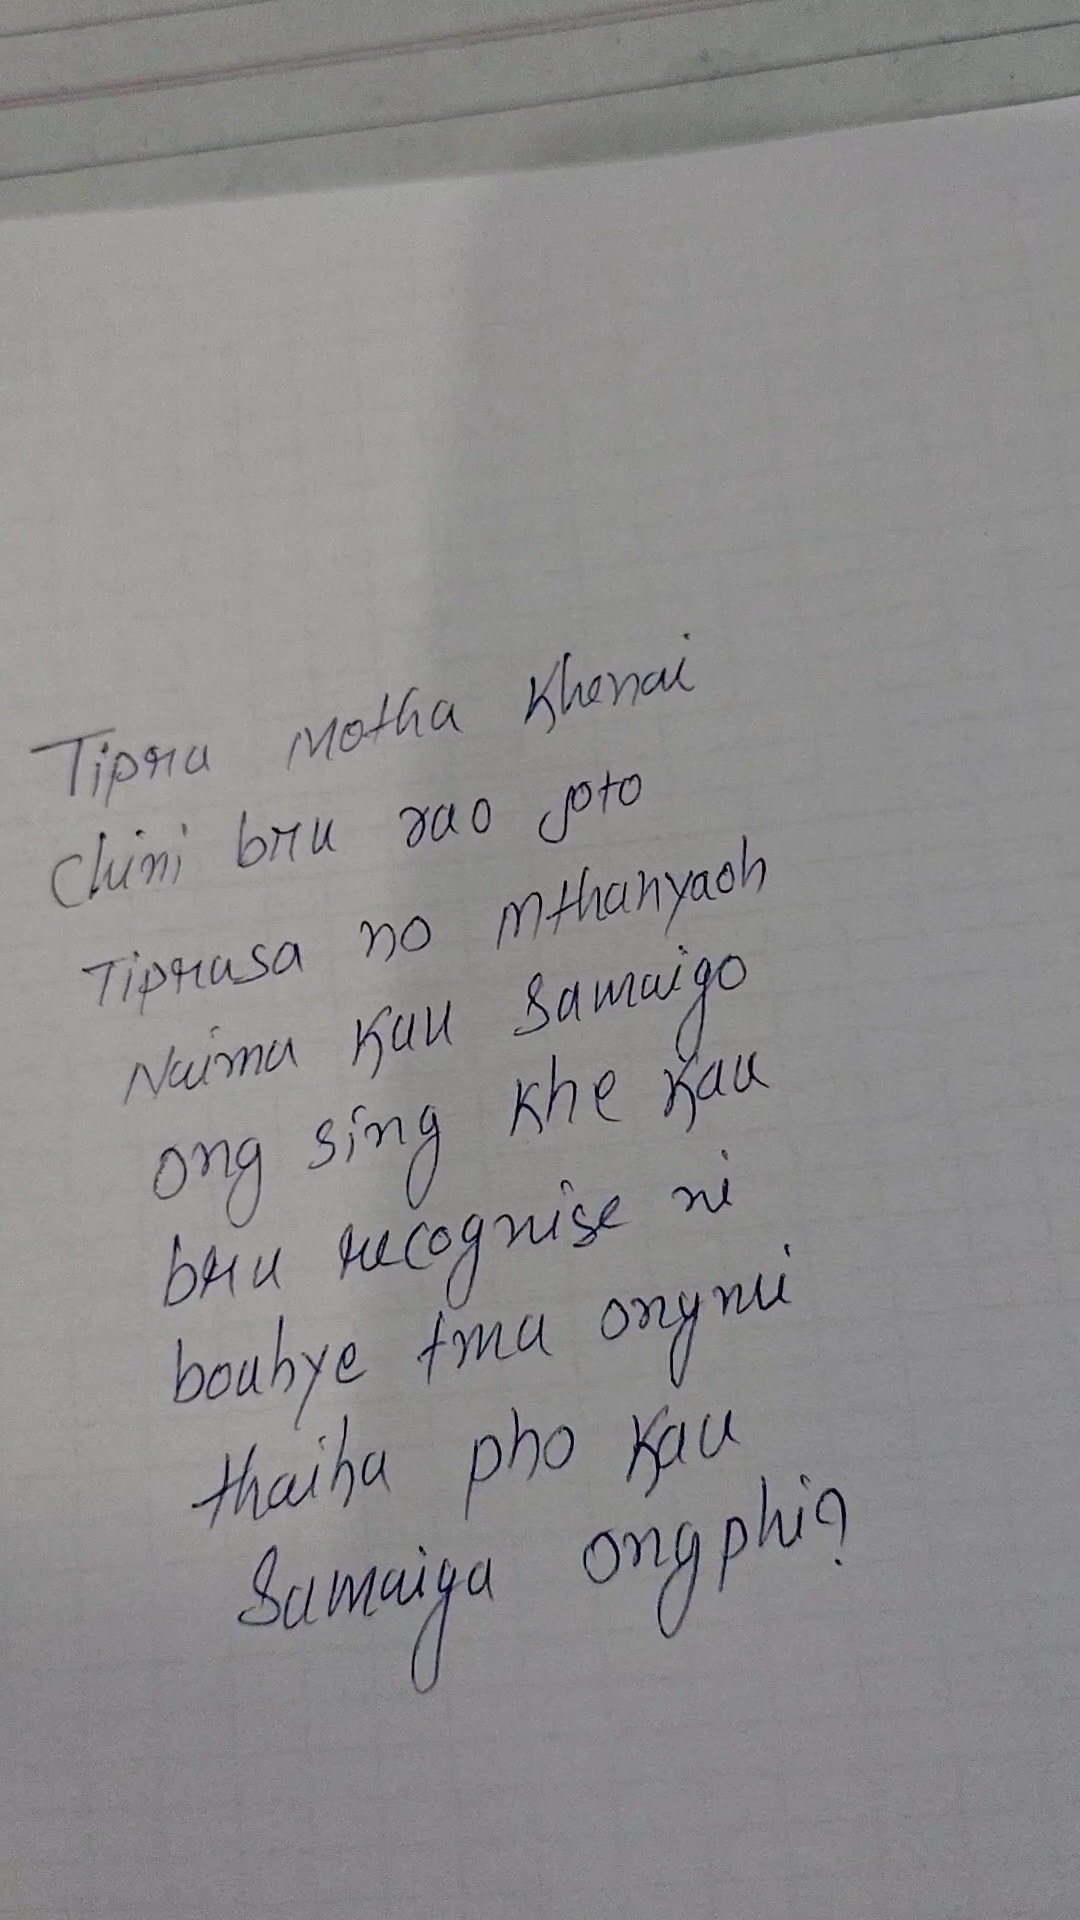 Tipra Motha Khenai
Chini bru rao joto
Tiprasa no Mthanyaoh
Naima Kau Samaigo
ong sing khe kau
bru recognise ni
bouhye tma ongnai
thaiha pho Kau
Samaiga ongphi?